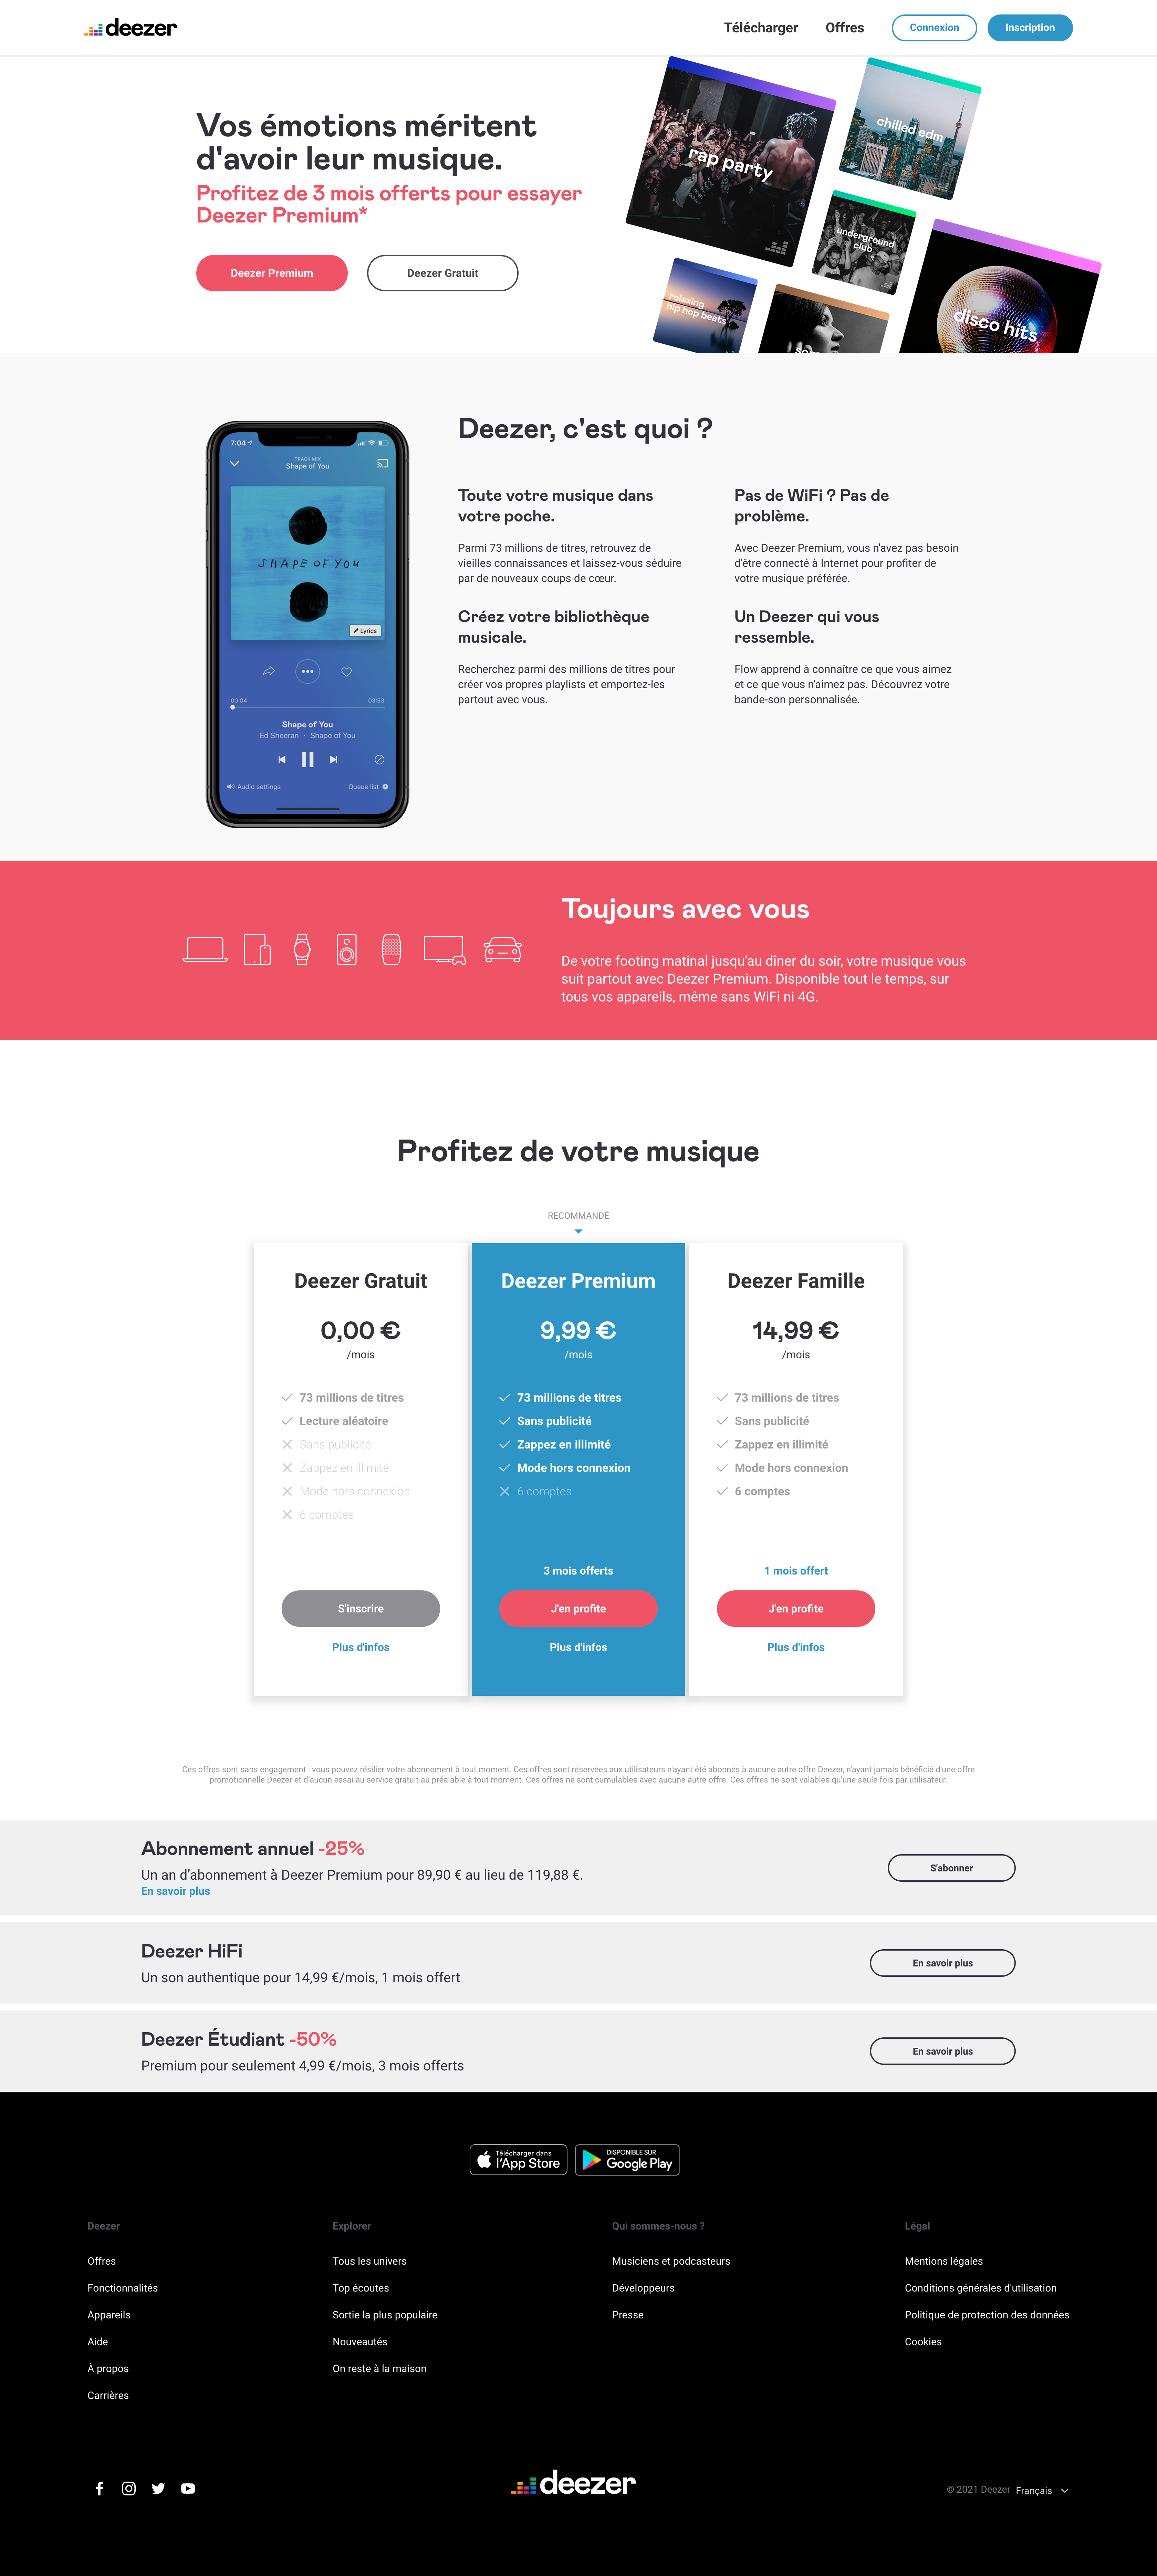 deezer
Télécharger
Offres
Connexion
Inscription
Vos émotions méritent
d'avoir leur musique.
Profitez de 3 mois offerts pour essayer
Deezer Premium*
Deezer Premium
Deezer Gratuit
rap party
chilled edm
underground
club
relaxing
hip hop beats
disco hits
7:04
TRACK MIX
Shape of You
SHAPE OF YOU
Lyrics
00:04
03:53
Shape of You
Ed Sheeran · Shape of You
Audio settings
Queue list
Deezer, c'est quoi ?
Toute votre musique dans
votre poche.
Parmi 73 millions de titres, retrouvez de
vieilles connaissances et laissez-vous séduire
par de nouveaux coups de cœur.
Pas de WiFi ? Pas de
problème.
Avec Deezer Premium, vous n'avez pas besoin
d'être connecté à Internet pour profiter de
votre musique préférée.
Créez votre bibliothèque
musicale.
Recherchez parmi des millions de titres pour
créer vos propres playlists et emportez-les
partout avec vous.
Un Deezer qui vous
ressemble.
Flow apprend à connaître ce que vous aimez
et ce que vous n'aimez pas. Découvrez votre
bande-son personnalisée.
Toujours avec vous
De votre footing matinal jusqu'au dîner du soir, votre musique vous
suit partout avec Deezer Premium. Disponible tout le temps, sur
tous vos appareils, même sans WiFi ni 4G.
Profitez de votre musique
RECOMMANDÉ
Deezer Gratuit
0,00 €
/mois
73 millions de titres
Lecture aléatoire
Sans publicité
Zappez en illimité
Mode hors connexion
6 comptes
S'inscrire
Plus d'infos
Deezer Premium
9,99 €
/mois
73 millions de titres
Sans publicité
Zappez en illimité
Mode hors connexion
6 comptes
3 mois offerts
J'en profite
Plus d'infos
Deezer Famille
14,99 €
/mois
73 millions de titres
Sans publicité
Zappez en illimité
Mode hors connexion
6 comptes
1 mois offert
J'en profite
Plus d'infos
Ces offres sont sans engagement : vous pouvez résilier votre abonnement à tout moment. Ces offres sont réservées aux utilisateurs n'ayant été abonnés à aucune autre offre Deezer, n'ayant jamais bénéficié d'une offre
promotionnelle Deezer et d'aucun essai au service gratuit au préalable à tout moment. Ces offres ne sont cumulables avec aucune autre offre. Ces offres ne sont valables qu'une seule fois par utilisateur.
Abonnement annuel -25%
Un an d’abonnement à Deezer Premium pour 89,90 € au lieu de 119,88 €.
En savoir plus
S'abonner
Deezer HiFi
Un son authentique pour 14,99 €/mois, 1 mois offert
En savoir plus
Deezer Étudiant -50%
Premium pour seulement 4,99 €/mois, 3 mois offerts
En savoir plus
Télécharger dans
l'App Store
DISPONIBLE SUR
Google Play
Deezer
Offres
Fonctionnalités
Appareils
Aide
À propos
Carrières
Explorer
Tous les univers
Top écoutes
Sortie la plus populaire
Nouveautés
On reste à la maison
Qui sommes-nous ?
Musiciens et podcasteurs
Développeurs
Presse
Légal
Mentions légales
Conditions générales d'utilisation
Politique de protection des données
Cookies
deezer
© 2021 Deezer
Français